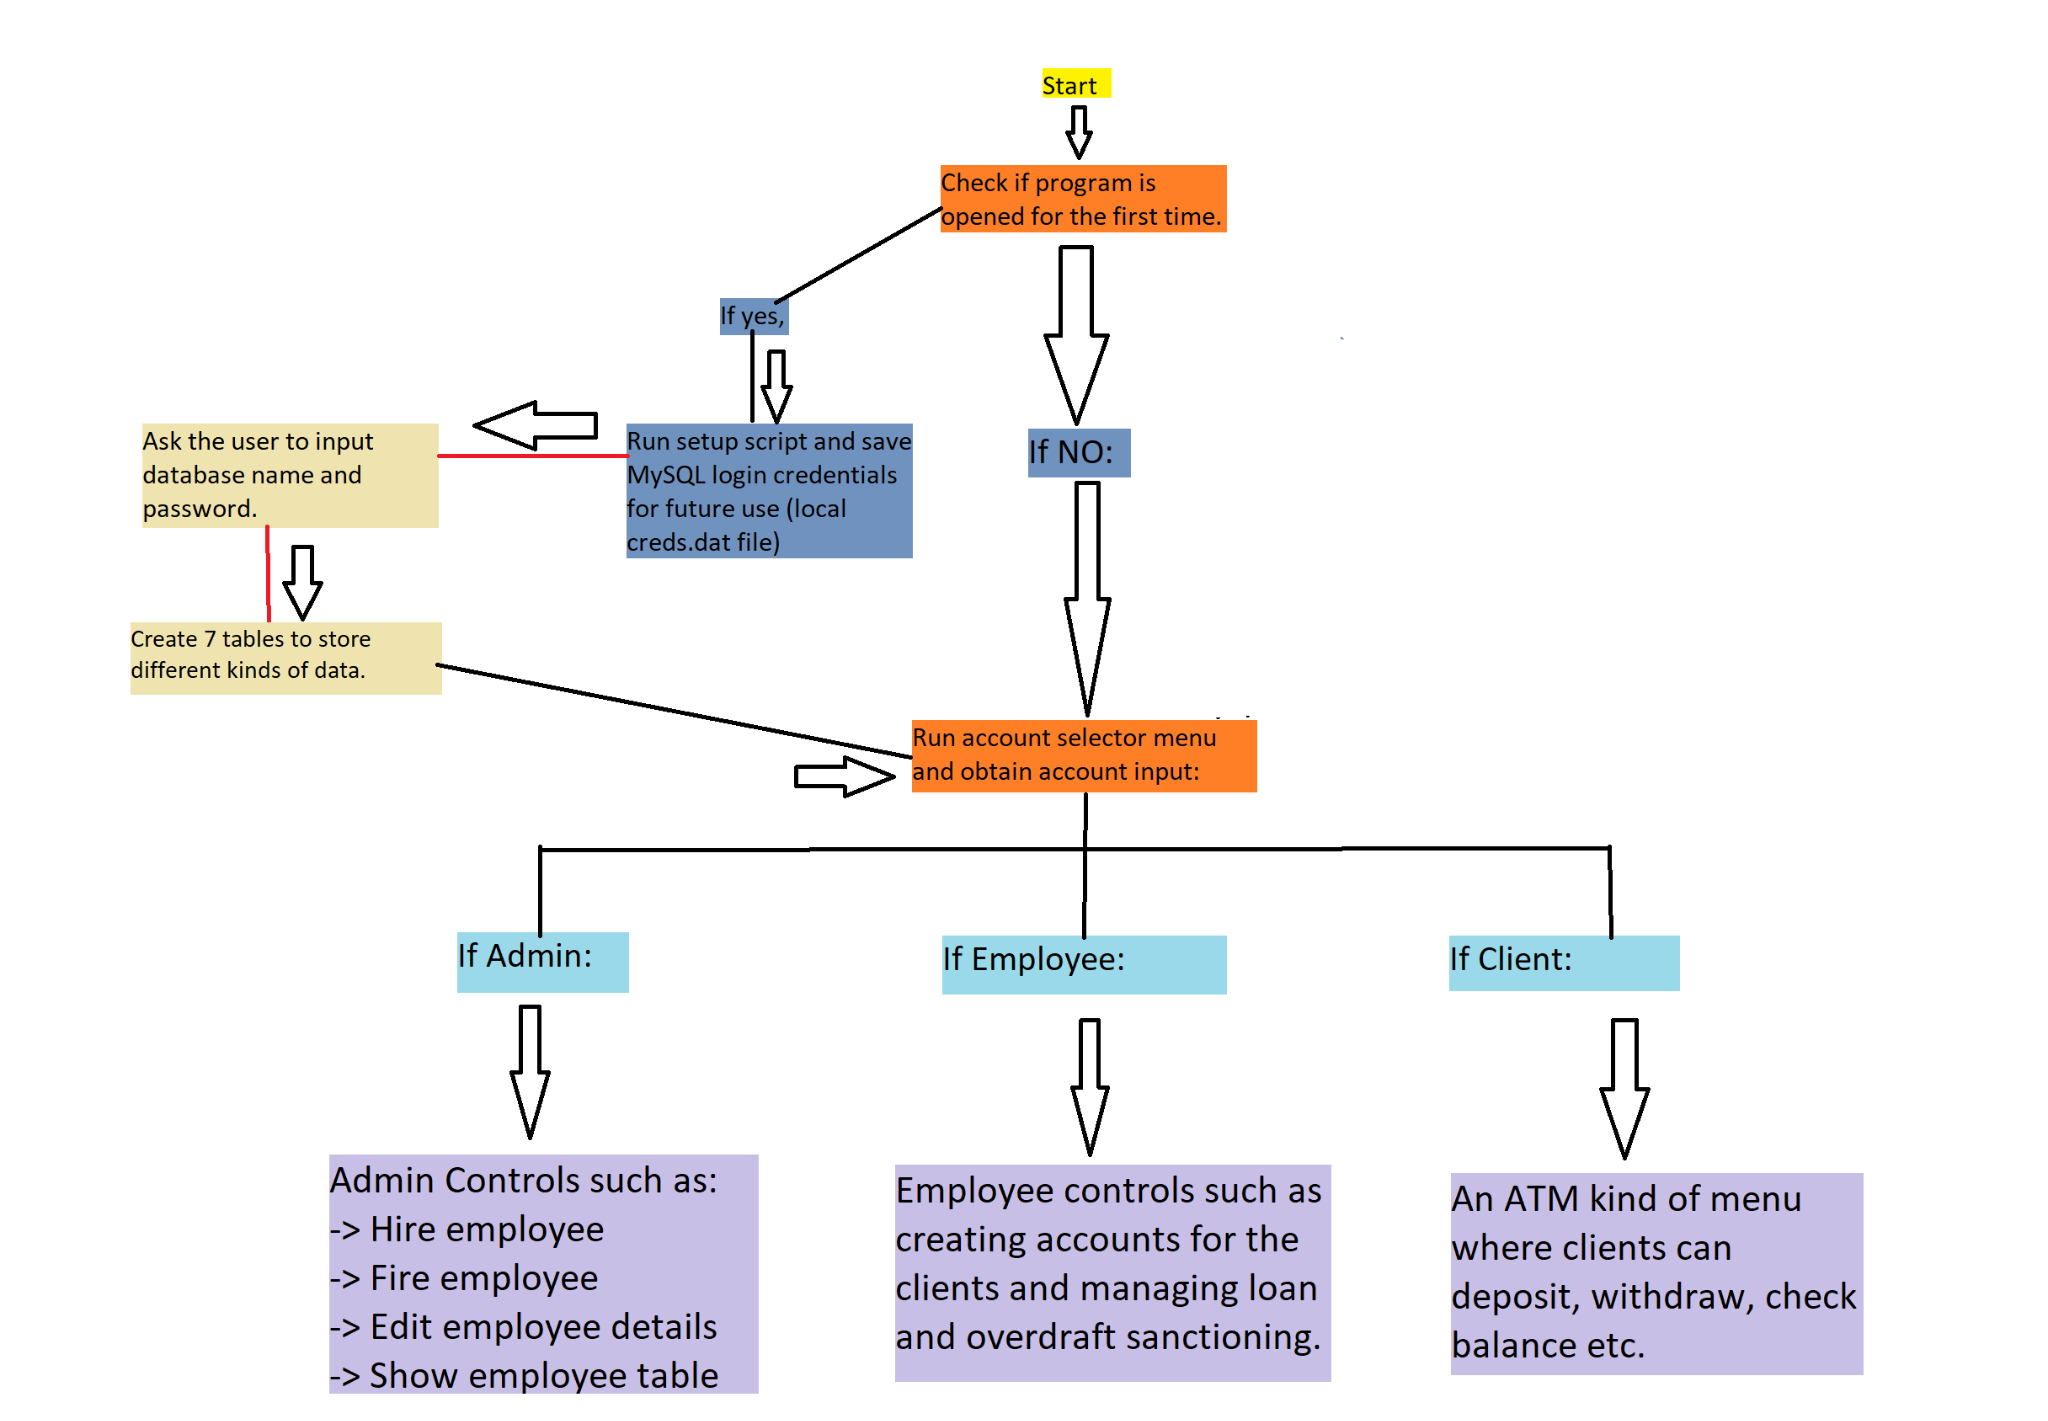 Start
Check if program is
opened for the first time.
If yes,
Ask the user to input
database name and
password.
Run setup script and save
MySQL login credentials
for future use (local
creds.dat file)
If NO:
Create 7 tables to store
different kinds of data.
Run account selector menu
and obtain account input:
If Admin:
If Employee:
If Client:
Admin Controls such as:
-> Hire employee
-> Fire employee
-> Edit employee details
-> Show employee table
Employee controls such as
creating accounts for the
clients and managing loan
and overdraft sanctioning.
An ATM kind of menu
where clients can
deposit, withdraw, check
balance etc.